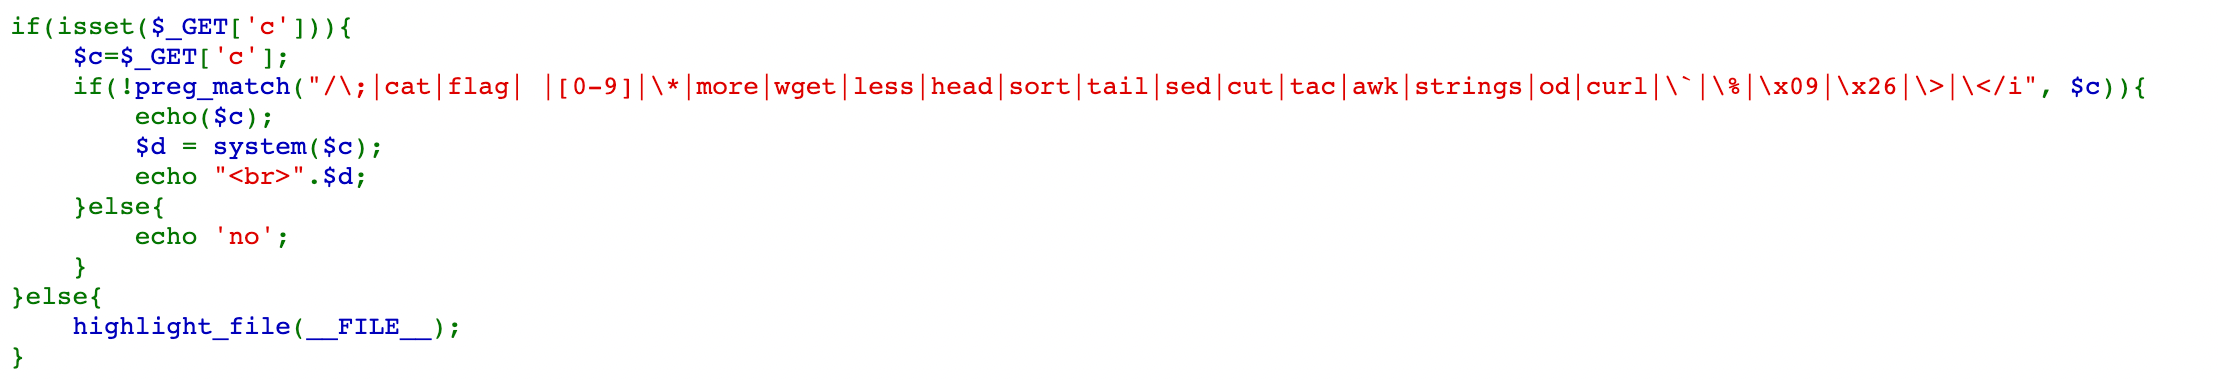 if(isset($_GET['c'])){
    $c=$_GET['c'];
    if(!preg_match("/\;|cat|flag| |[0-9]|\*|more|wget|less|head|sort|tail|sed|cut|tac|awk|strings|od|curl|\`|\%|\x09|\x26|\>|\</i", $c)){
        echo($c);
        $d = system($c);
        echo "<br>".$d;
    }else{
        echo 'no';
    }
}else{
    highlight_file(__FILE__);
}